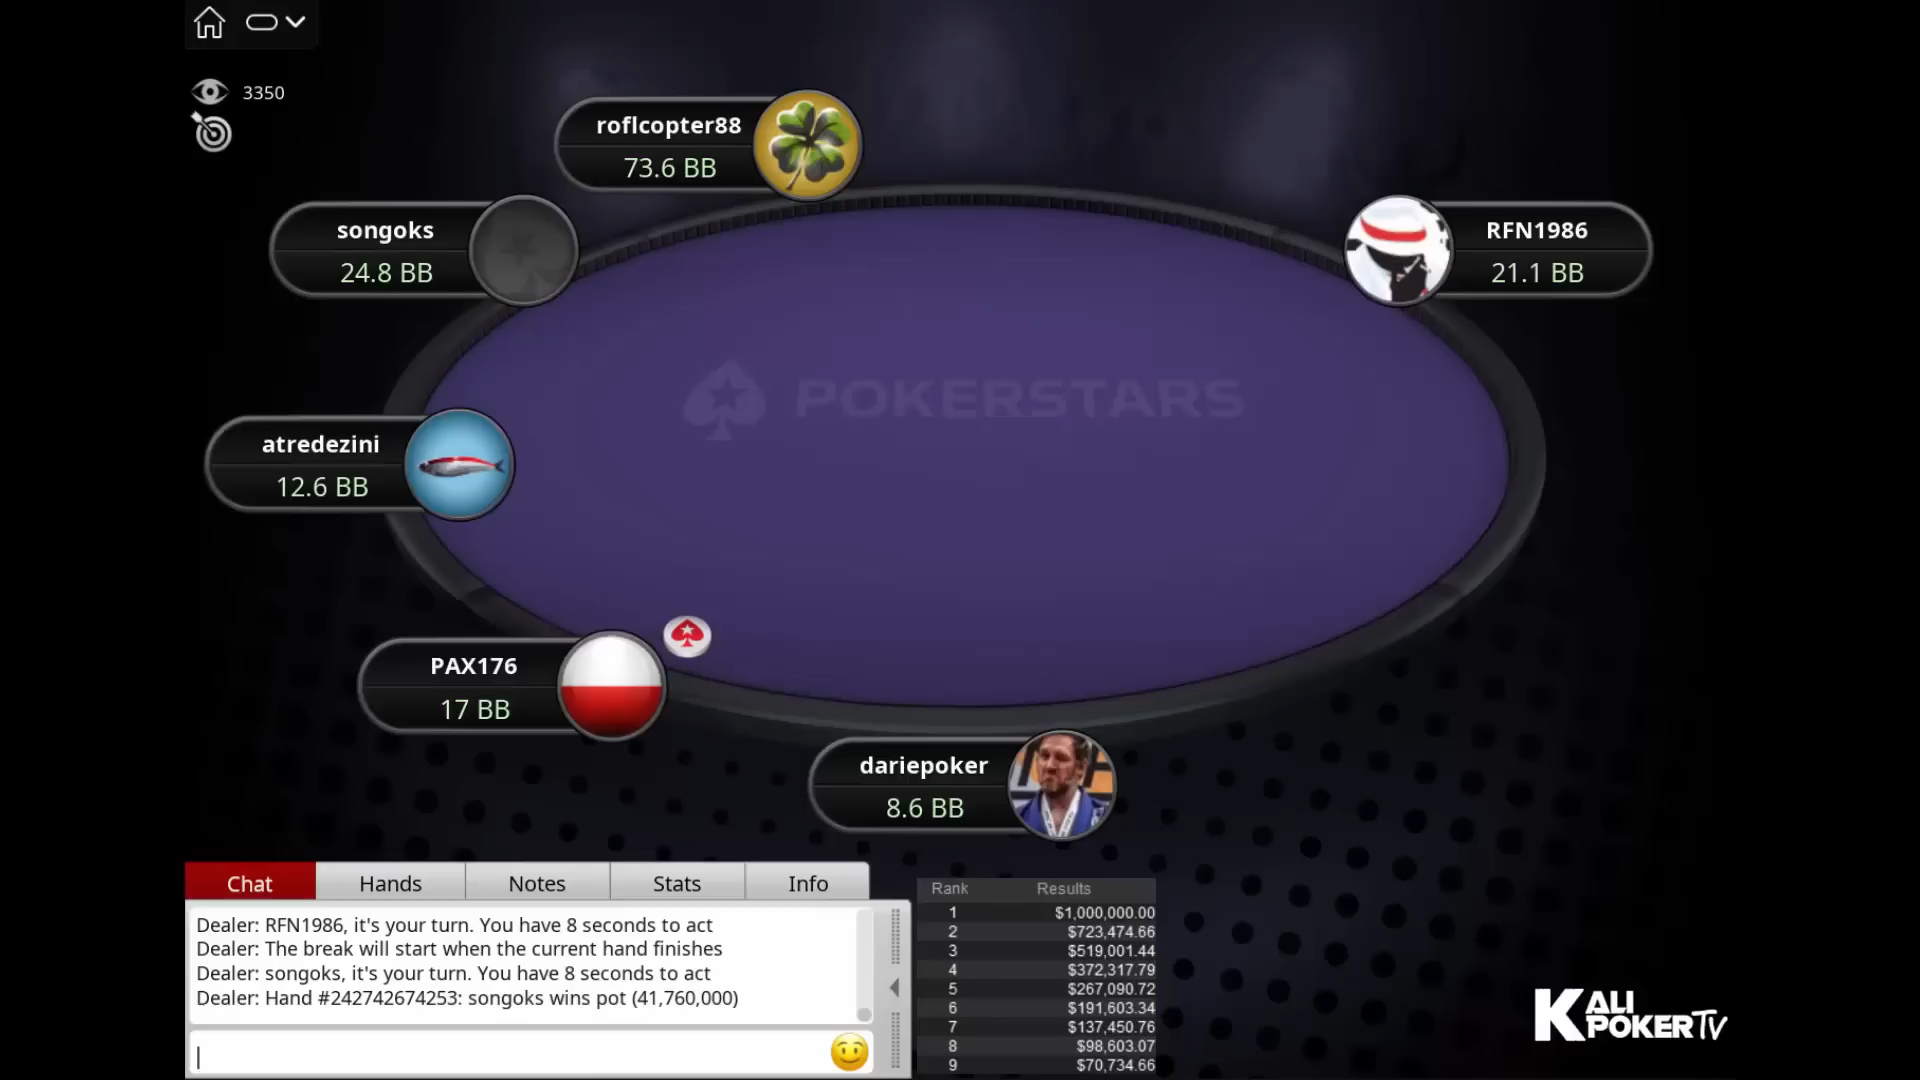 3350
roflcopter88
73.6 BB
songoks
24.8 BB
RFN1986
21.1 BB
POKERSTARS
atredezini
12.6 BB
PAX176
17 BB
dariepoker
8.6 BB
Chat Hands Notes Stats Info
Dealer: RFN1986, it's your turn. You have 8 seconds to act
Dealer: The break will start when the current hand finishes
Dealer: songoks, it's your turn. You have 8 seconds to act
Dealer: Hand #242742674253: songoks wins pot (41,760,000)
Rank Results
1 $1,000,000.00
2 $723,474.66
3 $519,001.44
4 $372,317.79
5 $267,090.72
6 $191,603.34
7 $137,450.76
8 $98,603.07
9 $70,734.66
KALI
POKERTV